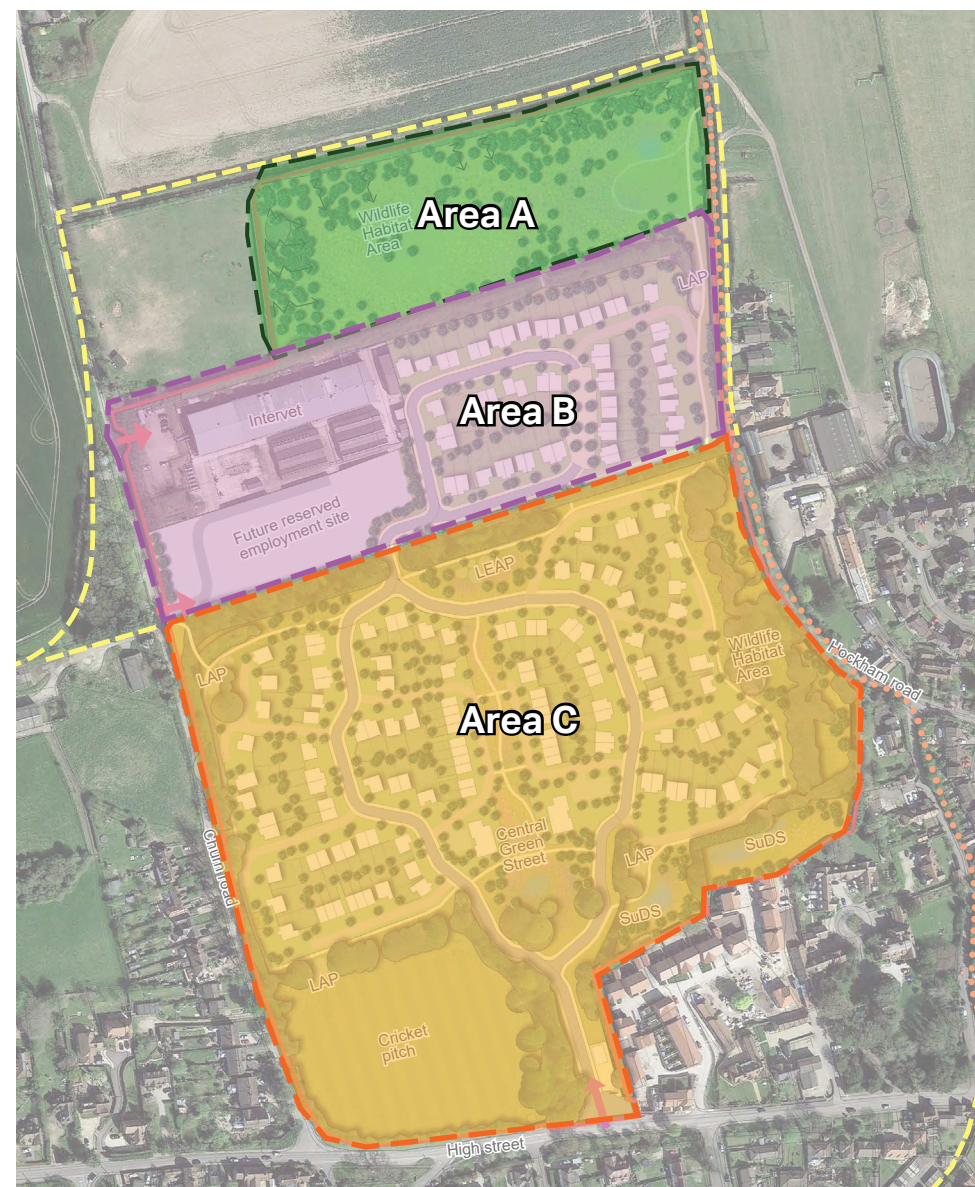 Wildlife
Habitat
Area
Area A
LAP
Intervet
Area B
Future reserved
employment site
LEAP
LAP
Wildlife
Habitat
Area
Hockham road
Area C
Churn road
Central
Green
Street
LAP
SuDS
SuDS
LAP
Cricket
pitch
High street